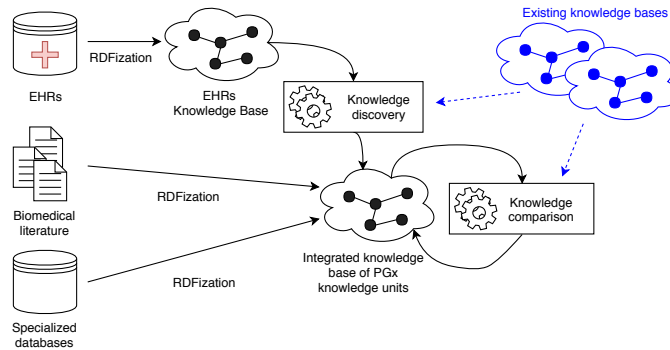 Existing knowledge bases
RDFization
EHRs
EHRs
Knowledge Base
Knowledge
discovery
RDFization
Biomedical
literature
Knowledge
comparison
Integrated knowledge
base of PGx
knowledge units
RDFization
Specialized
databases